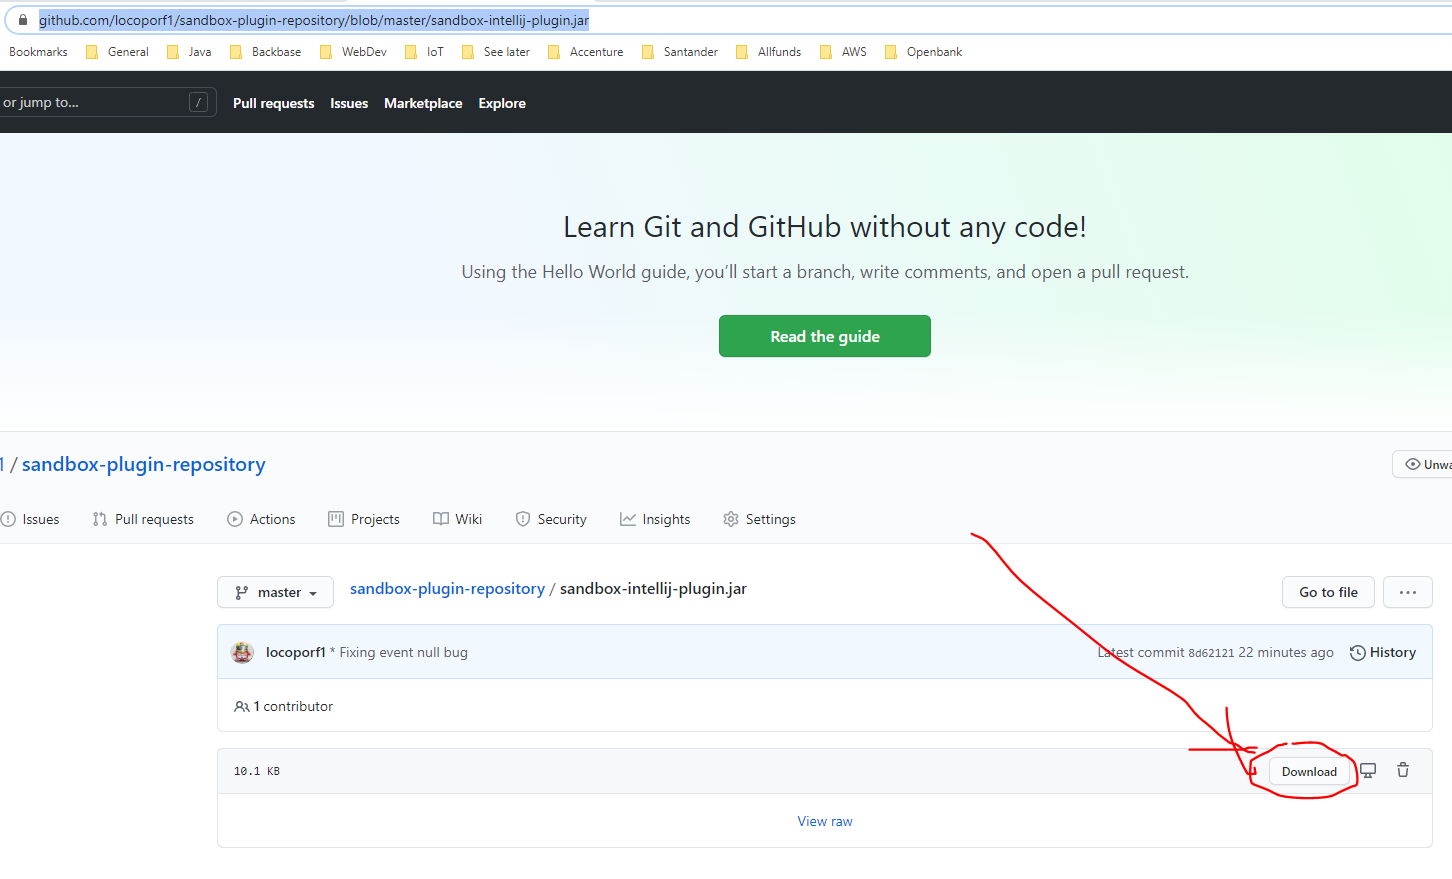 github.com/locoporf1/sandbox-plugin-repository/blob/master/sandbox-intellij-plugin.jar
Bookmarks General Java Backbase WebDev IoT See later Accenture Santander Allfunds AWS Openbank
or jump to... / Pull requests Issues Marketplace Explore
Learn Git and GitHub without any code!
Using the Hello World guide, you’ll start a branch, write comments, and open a pull request.
Read the guide
1 / sandbox-plugin-repository Unwa
Issues Pull requests Actions Projects Wiki Security Insights Settings
master sandbox-plugin-repository / sandbox-intellij-plugin.jar Go to file ...
locoporf1 * Fixing event null bug Latest commit 8d62121 22 minutes ago History
1 contributor
10.1 KB Download
View raw